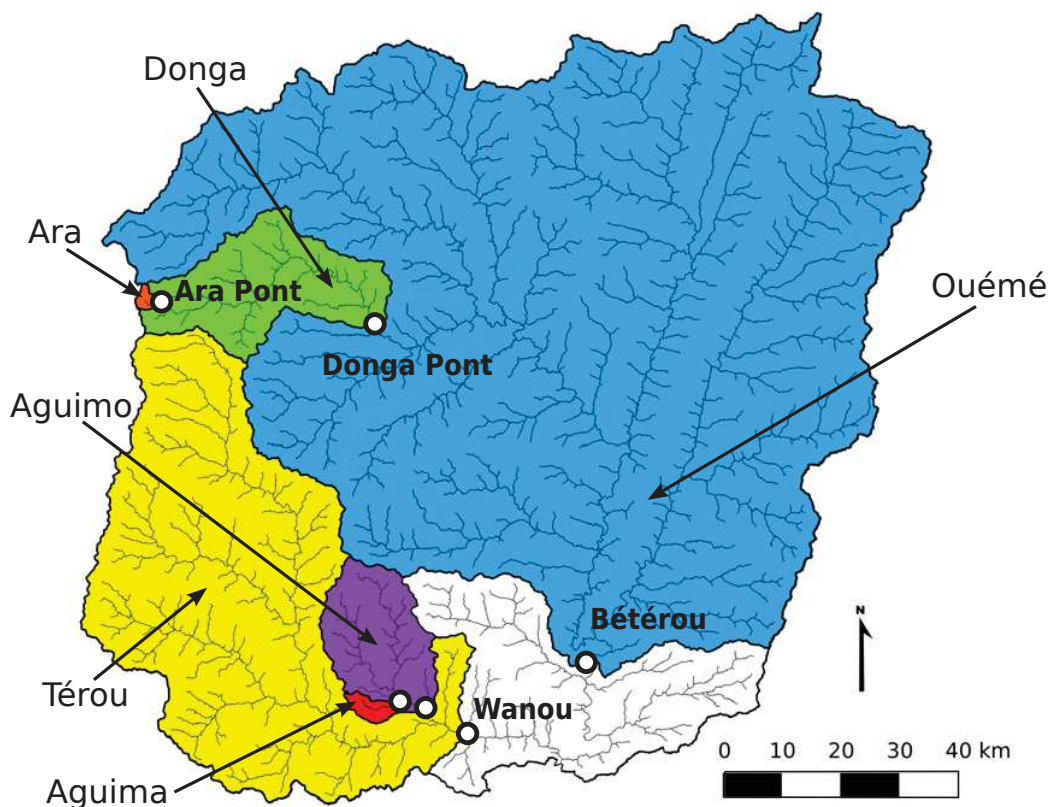 Donga
Ara
Ara Pont
Ouémé
Donga Pont
Aguimo
Bétérou
N
Térou
Wanou
Aguima
0 10 20 30 40 km